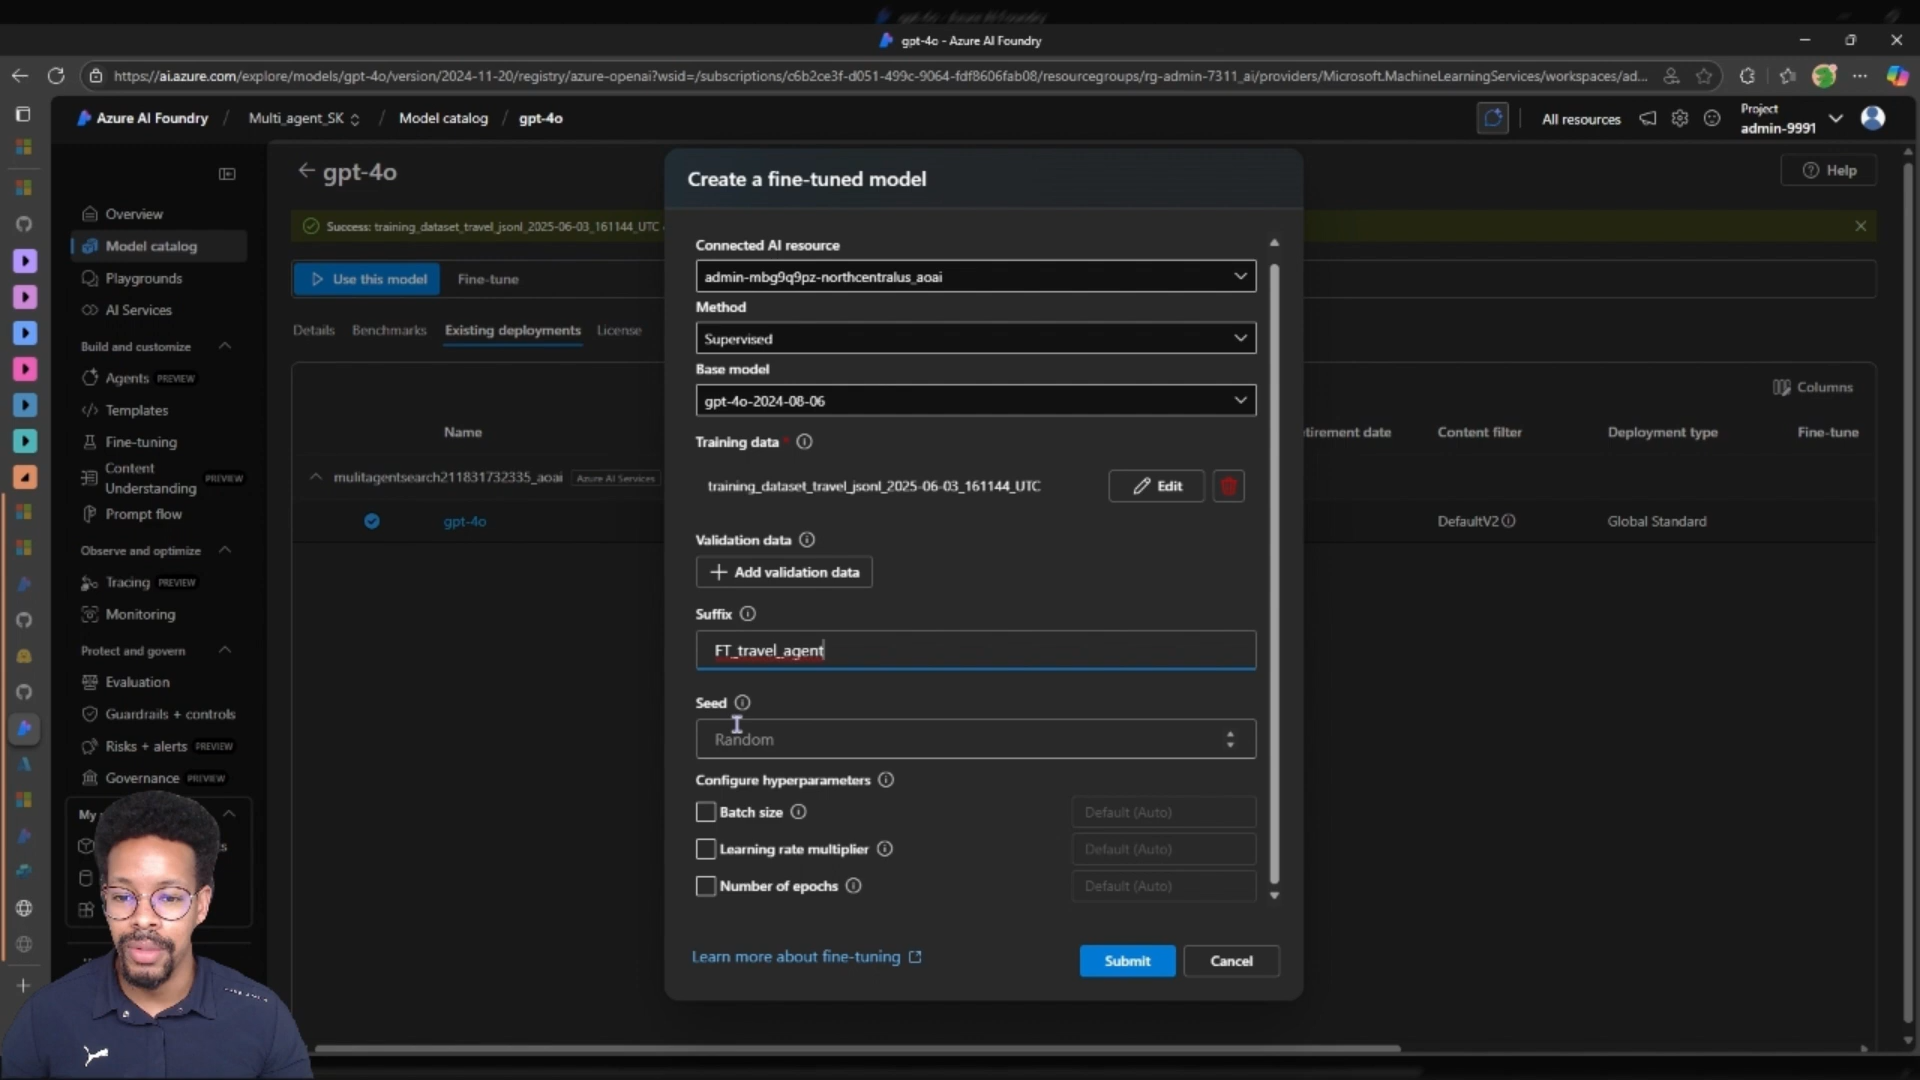 gpt-4o - Azure AI Foundry
https://ai.azure.com/explore/models/gpt-4o/version/2024-11-20/registry/azure-openai?wsid=/subscriptions/c6b2ce3f-d051-499c-9064-fdf8606fab08/resourcegroups/rg-admin-7311_ai/providers/Microsoft.MachineLearningServices/workspaces/ad...
Azure AI Foundry / Multi_agent_SK / Model catalog / gpt-4o
All resources
Project
admin-9991
gpt-4o
Help
Success: training_dataset_travel_jsonl_2025-06-03_161144_UTC
Use this model
Fine-tune
Details
Benchmarks
Existing deployments
License
Columns
Name
tirement date
Content filter
Deployment type
Fine-tune
mulitagentsearch211831732335_aoai
Azure AI Services
gpt-4o
DefaultV2
Global Standard
Overview
Model catalog
Playgrounds
AI Services
Build and customize
Agents PREVIEW
Templates
Fine-tuning
Content
Understanding PREVIEW
Prompt flow
Observe and optimize
Tracing PREVIEW
Monitoring
Protect and govern
Evaluation
Guardrails + controls
Risks + alerts PREVIEW
Governance PREVIEW
My
Create a fine-tuned model
Connected AI resource
admin-mbg9q9pz-northcentralus_aoai
Method
Supervised
Base model
gpt-4o-2024-08-06
Training data *
training_dataset_travel_jsonl_2025-06-03_161144_UTC
Edit
Validation data
Add validation data
Suffix
FT_travel_agent
Seed
Random
Configure hyperparameters
Batch size
Default (Auto)
Learning rate multiplier
Default (Auto)
Number of epochs
Default (Auto)
Learn more about fine-tuning
Submit
Cancel